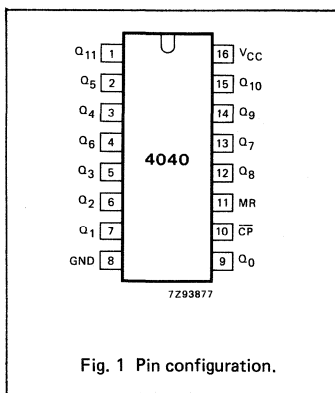 Q11 1 16 VCC
Q5 2 15 Q10
Q4 3 14 Q9
Q6 4 13 Q7
4040
Q3 5 12 Q8
Q2 6 11 MR
Q1 7 10 C̅P̅
GND 8 9 Q0
7Z93877
Fig. 1 Pin configuration.